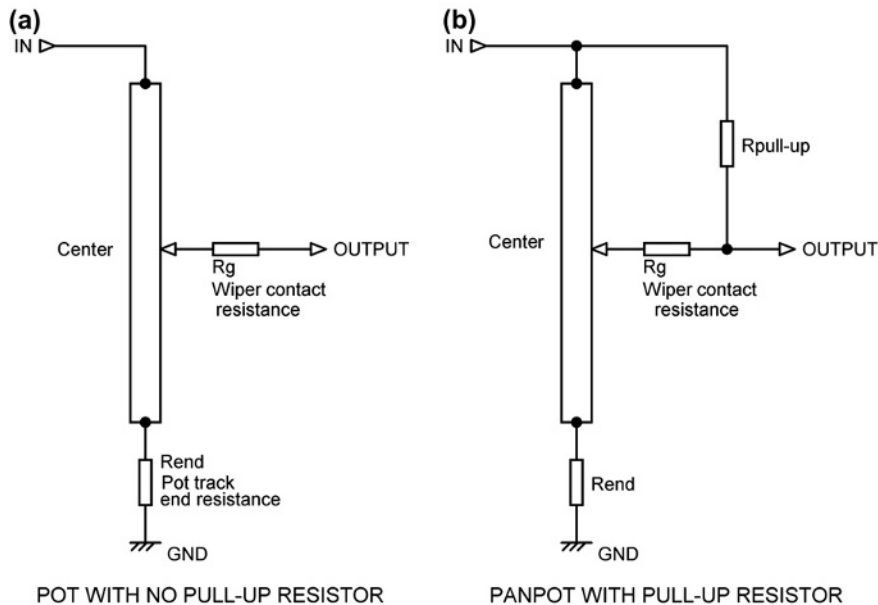 (a)
IN
Center
OUTPUT
Rg
Wiper contact
resistance
Rend
Pot track
end resistance
GND
POT WITH NO PULL-UP RESISTOR
(b)
IN
Rpull-up
Center
OUTPUT
Rg
Wiper contact
resistance
Rend
GND
PANPOT WITH PULL-UP RESISTOR